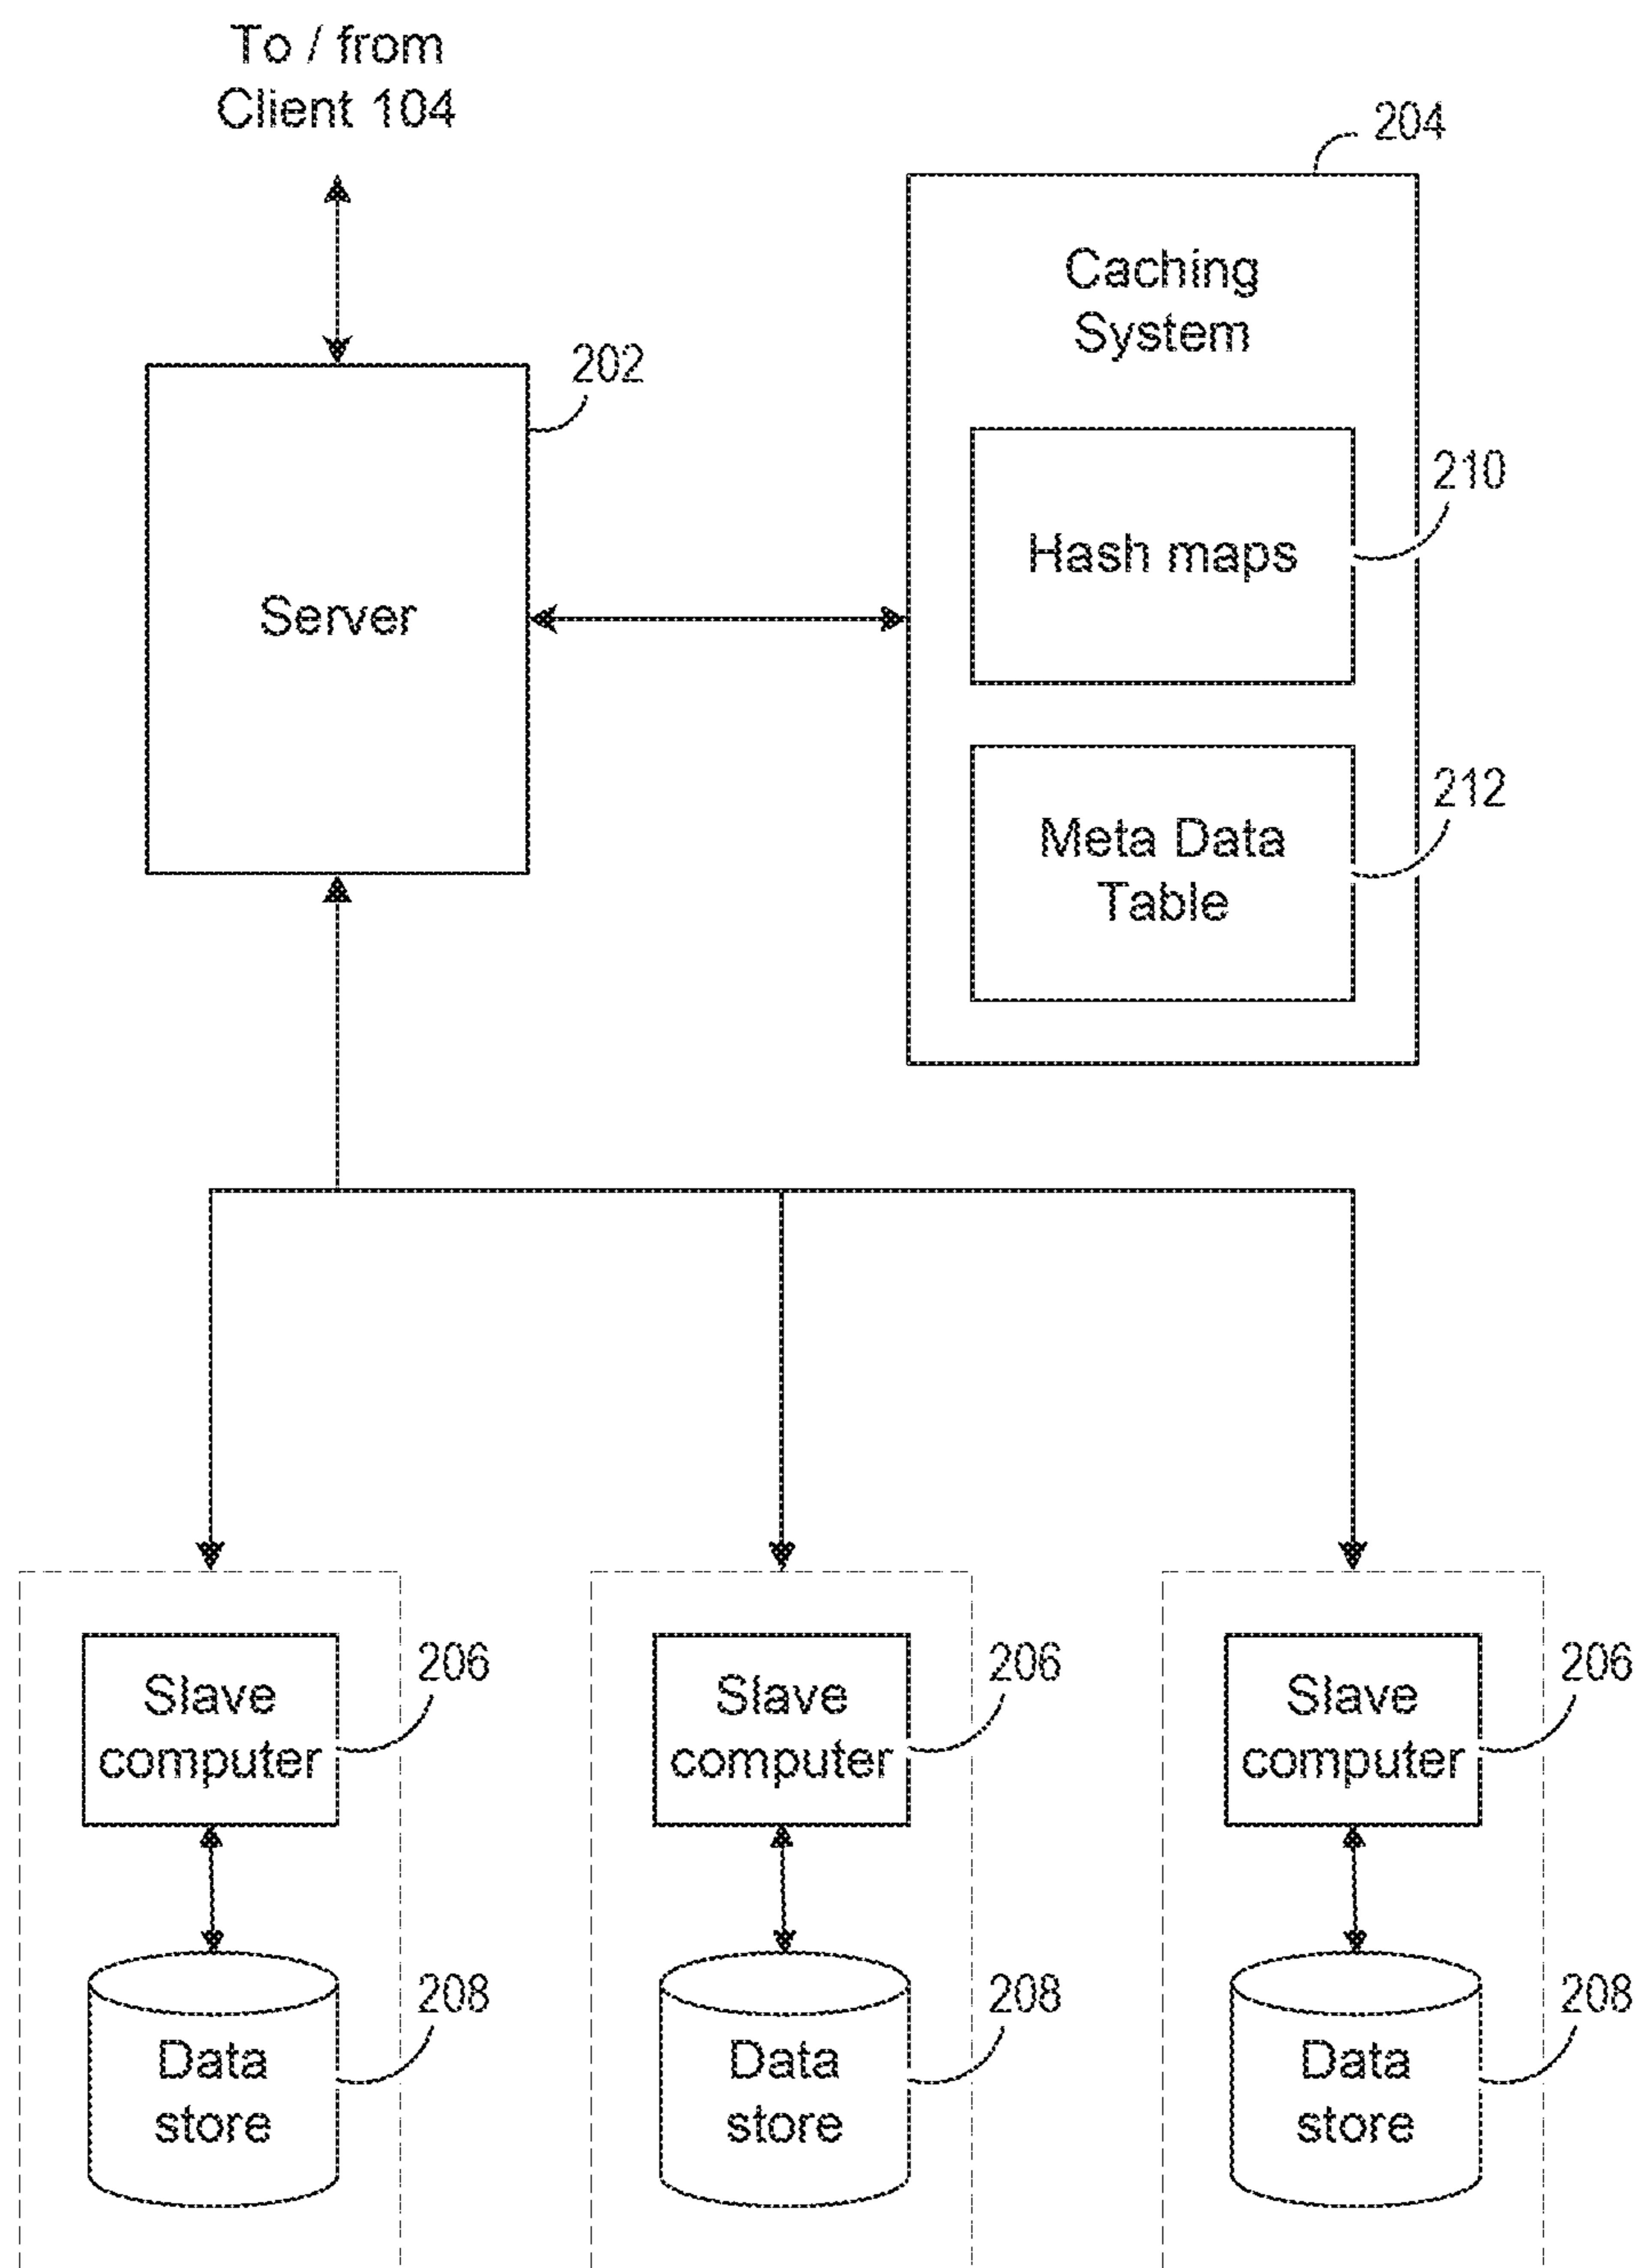 To / from
Client 104
204
Caching
System
202
Hash maps
210
Server
Meta Data
Table
212
Slave
computer
206
Slave
computer
206
Slave
computer
206
Data
store
208
Data
store
208
Data
store
208